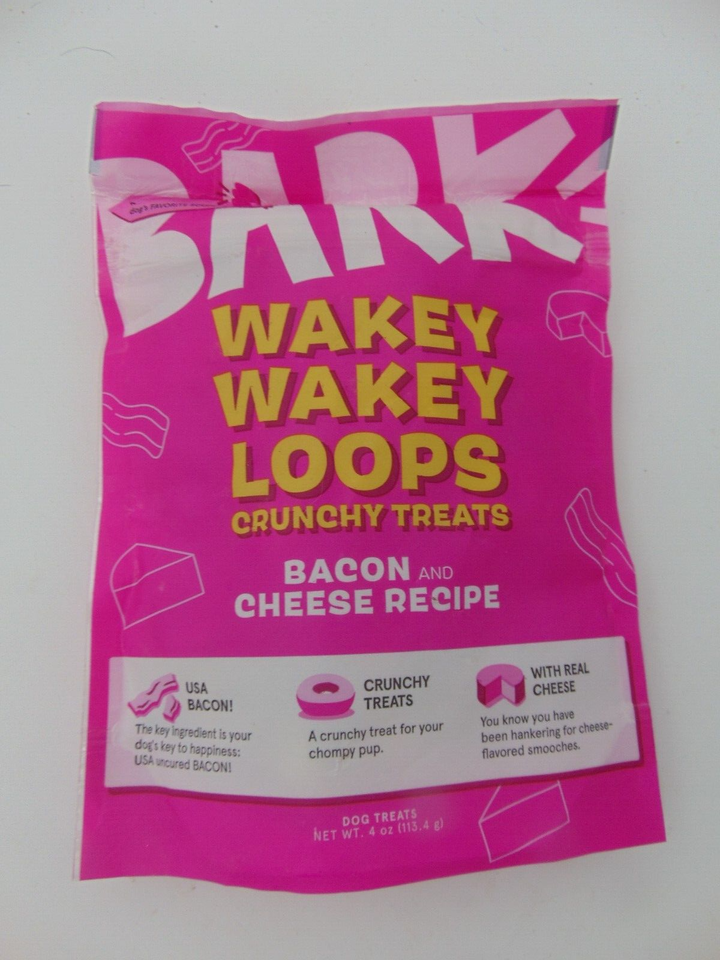 BARK
dog's
WAKEY
WAKEY
LOOPS
CRUNCHY TREATS
BACON AND
CHEESE RECIPE
USA
BACON!
The key ingredient is your
dog's key to happiness:
USA uncured BACON!
CRUNCHY
TREATS
A crunchy treat for your
chompy pup.
WITH REAL
CHEESE
You know you have
been hankering for cheese-
flavored smooches.
DOG TREATS
NET WT. 4 oz (113.4 g)